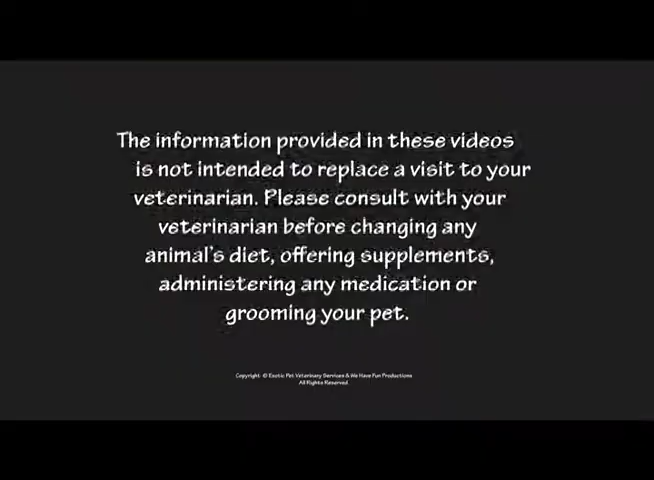 The information provided in these videos
is not intended to replace a visit to your
veterinarian. Please consult with your
veterinarian before changing any
animal's diet, offering supplements,
administering any medication or
grooming your pet.
Copyright © Exotic Pet Veterinary Services & We Have Fun Productions
All Rights Reserved.